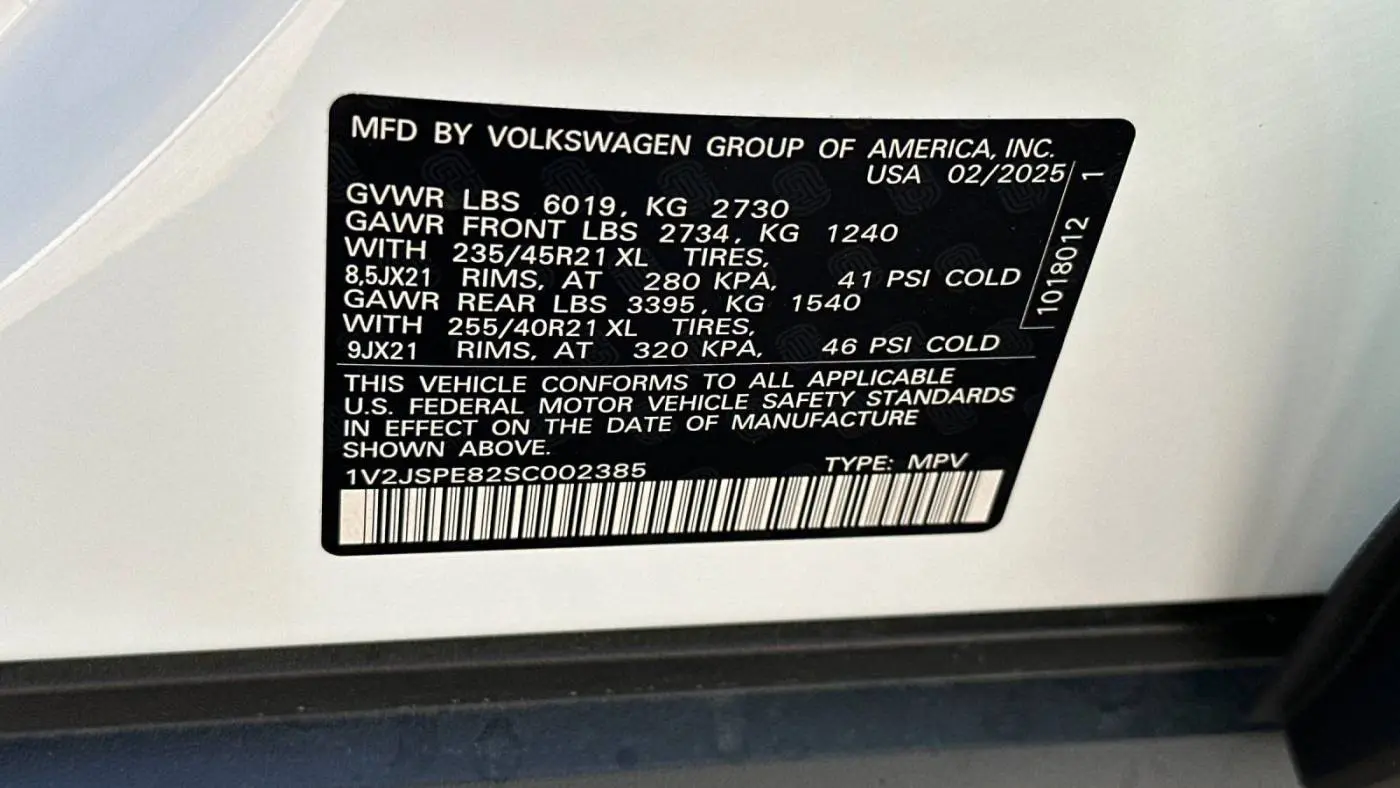 MFD BY VOLKSWAGEN GROUP OF AMERICA, INC.
USA 02/2025
GVWR LBS 6019, KG 2730
GAWR FRONT LBS 2734, KG 1240
WITH 235/45R21 XL TIRES,
8,5JX21 RIMS, AT 280 KPA, 41 PSI COLD
GAWR REAR LBS 3395, KG 1540
WITH 255/40R21 XL TIRES,
9JX21 RIMS, AT 320 KPA, 46 PSI COLD
1018012 1
THIS VEHICLE CONFORMS TO ALL APPLICABLE
U.S. FEDERAL MOTOR VEHICLE SAFETY STANDARDS
IN EFFECT ON THE DATE OF MANUFACTURE
SHOWN ABOVE.
1V2JSPE82SC002385 TYPE: MPV